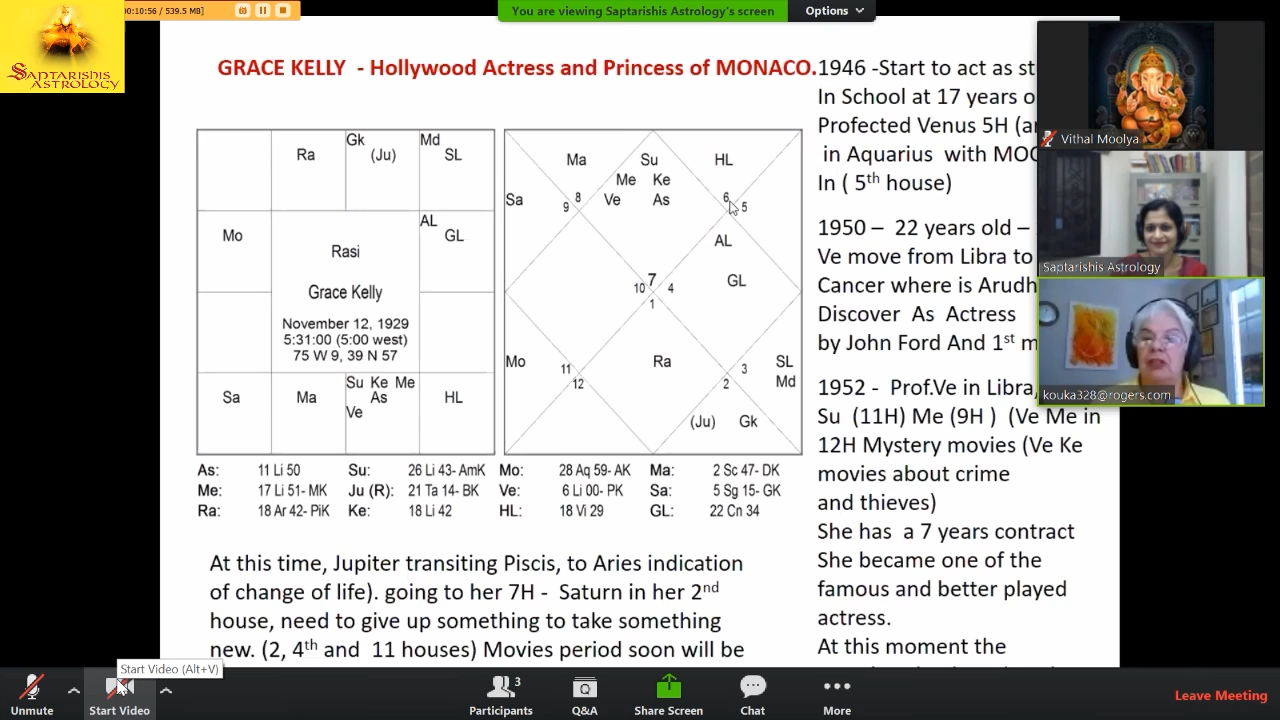 00:10:56 / 539.5 MB]
You are viewing Saptarishis Astrology's screen
Options
SAPTARISHIS
ASTROLOGY
GRACE KELLY - Hollywood Actress and Princess of MONACO.
Ra
Gk
(Ju)
Md
SL
Mo
AL
GL
Rasi
Grace Kelly
November 12, 1929
5:31:00 (5:00 west)
75 W 9, 39 N 57
Sa
Ma
Su Ke Me
As
Ve
HL
Ma
Su
HL
Me Ke
Sa
9
8
Ve As
6
5
AL
7
10
4
GL
1
Mo
11
12
Ra
3
2
SL
Md
(Ju) Gk
As: 11 Li 50 Su: 26 Li 43- AmK Mo: 28 Aq 59- AK Ma: 2 Sc 47- DK
Me: 17 Li 51- MK Ju (R): 21 Ta 14- BK Ve: 6 Li 00- PK Sa: 5 Sg 15- GK
Ra: 18 Ar 42- PiK Ke: 18 Li 42 HL: 18 Vi 29 GL: 22 Cn 34
At this time, Jupiter transiting Piscis, to Aries indication
of change of life). going to her 7H - Saturn in her 2nd
house, need to give up something to take something
new. (2, 4th and 11 houses) Movies period soon will be
1946 -Start to act as st
In School at 17 years o
Profected Venus 5H (a
in Aquarius with MOO
In ( 5th house)
1950 – 22 years old –
Ve move from Libra to
Cancer where is Arudh
Discover As Actress
by John Ford And 1st m
1952 - Prof.Ve in Libra,
Su (11H) Me (9H ) (Ve Me in
12H Mystery movies (Ve Ke
movies about crime
and thieves)
She has a 7 years contract
She became one of the
famous and better played
actress.
At this moment the
Vithal Moolya
Saptarishis Astrology
kouka328@rogers.com
Start Video (Alt+V)
Unmute
Start Video
3
Participants
Q&A
Share Screen
Chat
More
Leave Meeting